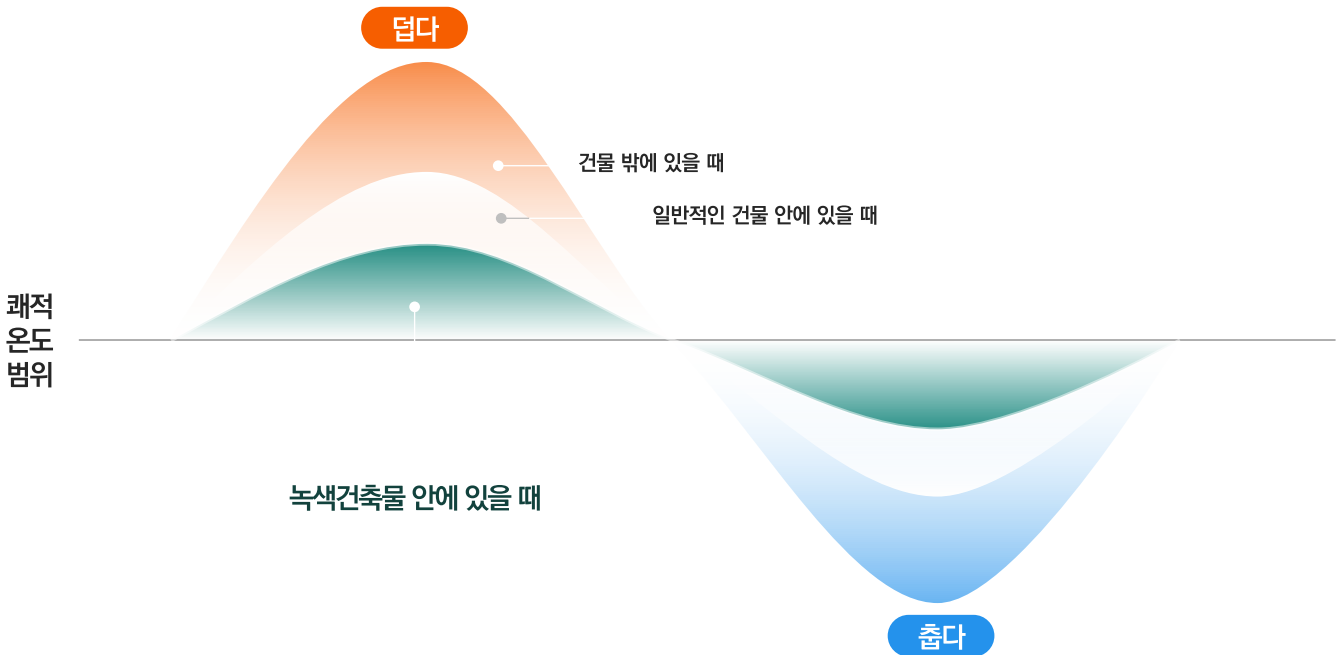 덥다
건물 밖에 있을 때
일반적인 건물 안에 있을 때
쾌적
온도
범위
녹색건축물 안에 있을 때
춥다